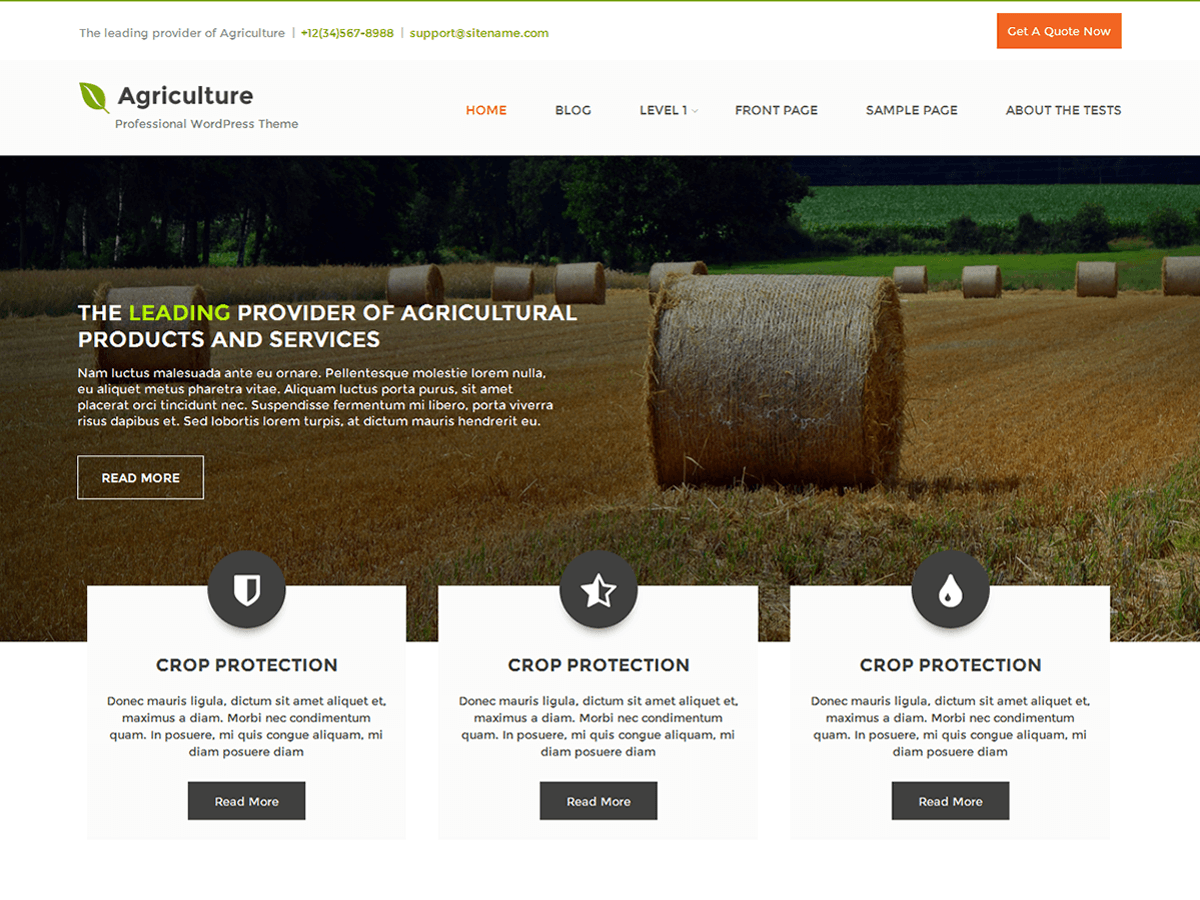 The leading provider of Agriculture | +12(34)567-8988 | support@sitename.com
Get A Quote Now
Agriculture
Professional WordPress Theme
HOME BLOG LEVEL 1 FRONT PAGE SAMPLE PAGE ABOUT THE TESTS
THE LEADING PROVIDER OF AGRICULTURAL
PRODUCTS AND SERVICES
Nam luctus malesuada ante eu ornare. Pellentesque molestie lorem nulla,
eu aliquet metus pharetra vitae. Aliquam luctus porta purus, sit amet
placerat orci tincidunt nec. Suspendisse fermentum mi libero, porta viverra
risus dapibus et. Sed lobortis lorem turpis, at dictum mauris hendrerit eu.
READ MORE
CROP PROTECTION
Donec mauris ligula, dictum sit amet aliquet et,
maximus a diam. Morbi nec condimentum
quam. In posuere, mi quis congue aliquam, mi
diam posuere diam
Read More
CROP PROTECTION
Donec mauris ligula, dictum sit amet aliquet et,
maximus a diam. Morbi nec condimentum
quam. In posuere, mi quis congue aliquam, mi
diam posuere diam
Read More
CROP PROTECTION
Donec mauris ligula, dictum sit amet aliquet et,
maximus a diam. Morbi nec condimentum
quam. In posuere, mi quis congue aliquam, mi
diam posuere diam
Read More